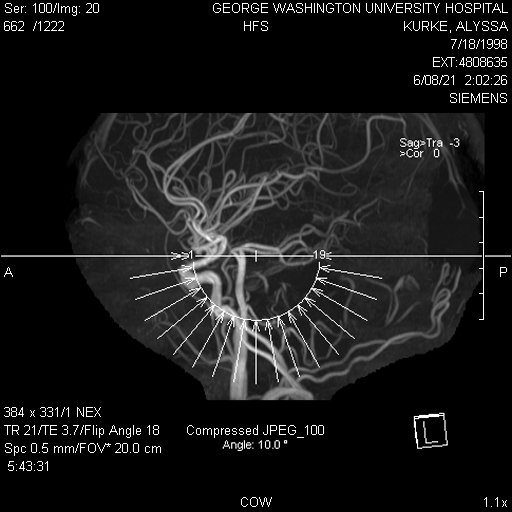 Ser: 100/Img: 20
662 /1222
GEORGE WASHINGTON UNIVERSITY HOSPITAL
HFS
KURKE, ALYSSA
7/18/1998
EXT:4808635
6/08/21 2:02:26
SIEMENS
Sag>Tra -3
>Cor 0
1
1
19
A
P
384 x 331/1 NEX
TR 21/TE 3.7/Flip Angle 18
Spc 0.5 mm/FOV* 20.0 cm
5:43:31
Compressed JPEG_100
Angle: 10.0 °
L
COW
1.1x